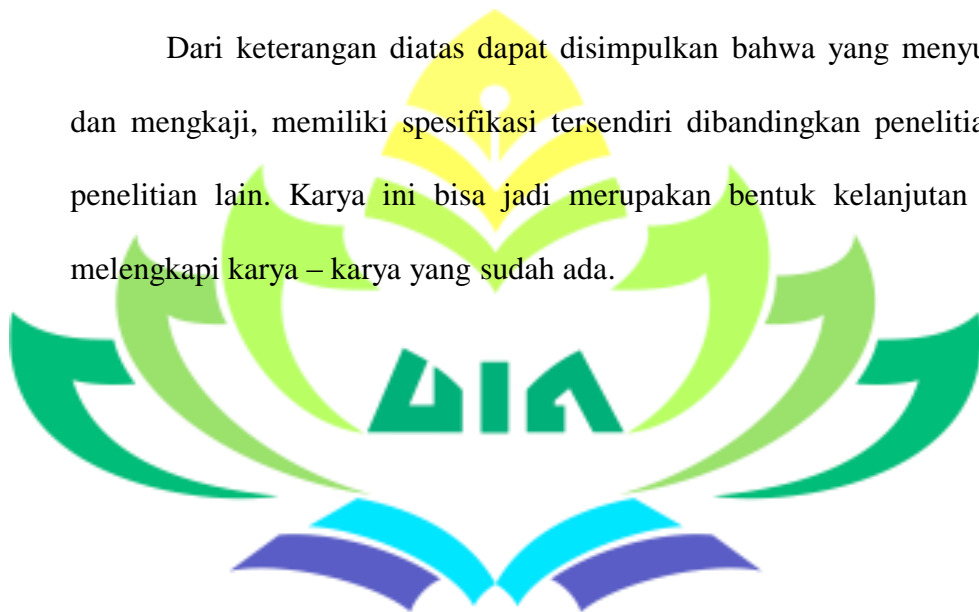 Dari keterangan diatas dapat disimpulkan bahwa yang
dan mengkaji, memiliki spesifikasi tersendiri dibandingkan
penelitian lain. Karya ini bisa jadi merupakan bentuk kelanjutan
melengkapi karya – karya yang sudah ada.